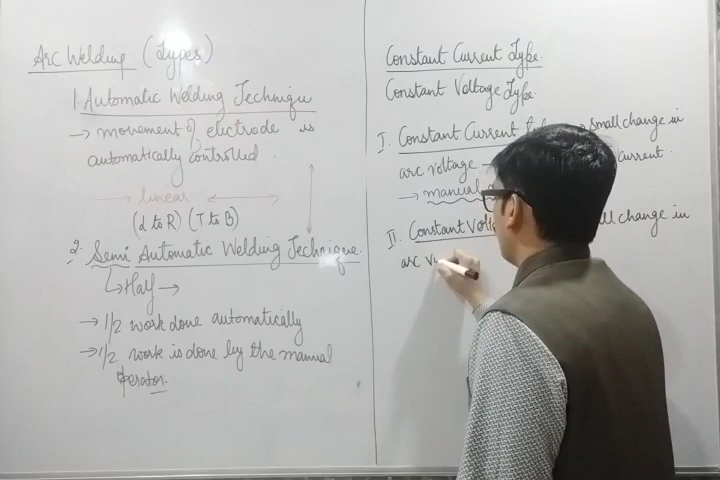 Arc Welding (Types)
1. Automatic Welding Techniqu
→ movement of electrode is
automatically controlled.
→ linear ↔
(L to R) (T to B)
2. Semi Automatic Welding Technique.
↳ Half →
→ 1/2 work done automatically
→ 1/2 work is done by the manual
operator.
Constant Current Type.
Constant Voltage Type.
I. Constant Current → Small change in
arc voltage current.
→ manual
II. Constant change in
arc